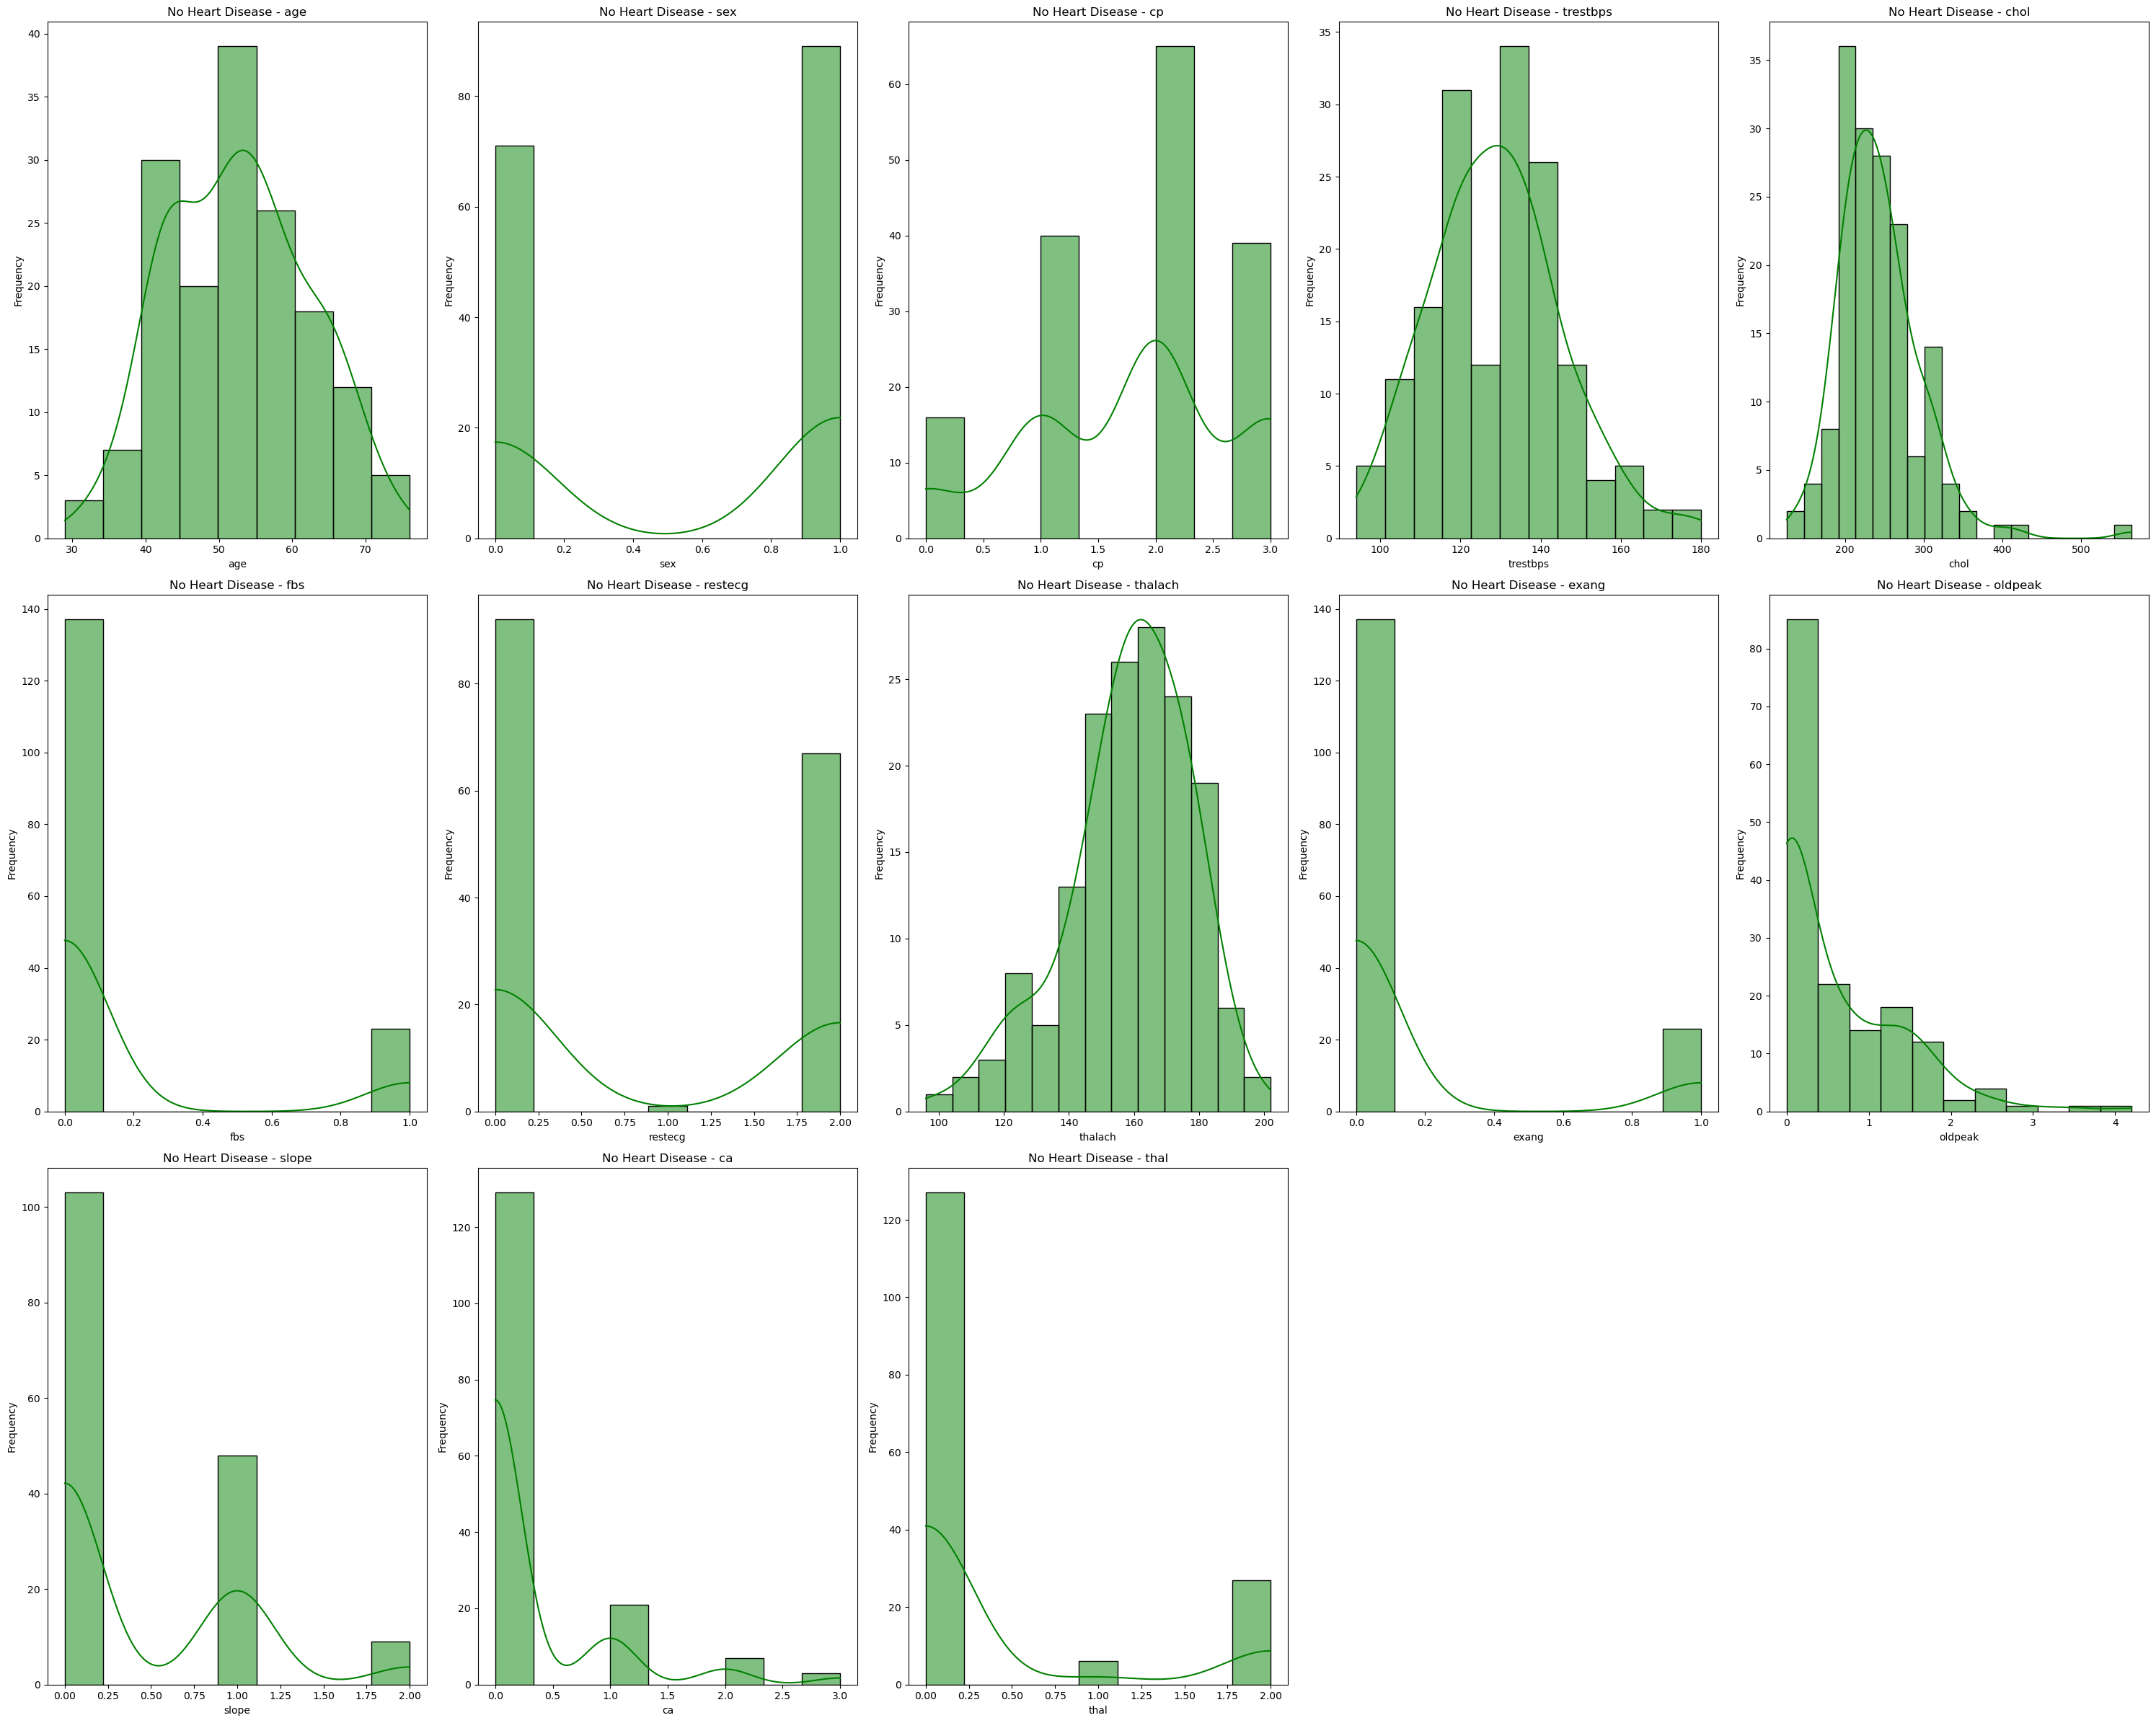 No Heart Disease - age
40
35
30
25
20
15
10
5
0
Frequency
30 40 50 60 70
age
No Heart Disease - sex
80
60
40
20
0
Frequency
0.0 0.2 0.4 0.6 0.8 1.0
sex
No Heart Disease - cp
60
50
40
30
20
10
0
Frequency
0.0 0.5 1.0 1.5 2.0 2.5 3.0
cp
No Heart Disease - trestbps
35
30
25
20
15
10
5
0
Frequency
100 120 140 160 180
trestbps
No Heart Disease - chol
35
30
25
20
15
10
5
0
Frequency
200 300 400 500
chol
No Heart Disease - fbs
140
120
100
80
60
40
20
0
Frequency
0.0 0.2 0.4 0.6 0.8 1.0
fbs
No Heart Disease - restecg
80
60
40
20
0
Frequency
0.00 0.25 0.50 0.75 1.00 1.25 1.50 1.75 2.00
restecg
No Heart Disease - thalach
25
20
15
10
5
0
Frequency
100 120 140 160 180 200
thalach
No Heart Disease - exang
140
120
100
80
60
40
20
0
Frequency
0.0 0.2 0.4 0.6 0.8 1.0
exang
No Heart Disease - oldpeak
80
70
60
50
40
30
20
10
0
Frequency
0 1 2 3 4
oldpeak
No Heart Disease - slope
100
80
60
40
20
0
Frequency
0.00 0.25 0.50 0.75 1.00 1.25 1.50 1.75 2.00
slope
No Heart Disease - ca
120
100
80
60
40
20
0
Frequency
0.0 0.5 1.0 1.5 2.0 2.5 3.0
ca
No Heart Disease - thal
120
100
80
60
40
20
0
Frequency
0.00 0.25 0.50 0.75 1.00 1.25 1.50 1.75 2.00
thal